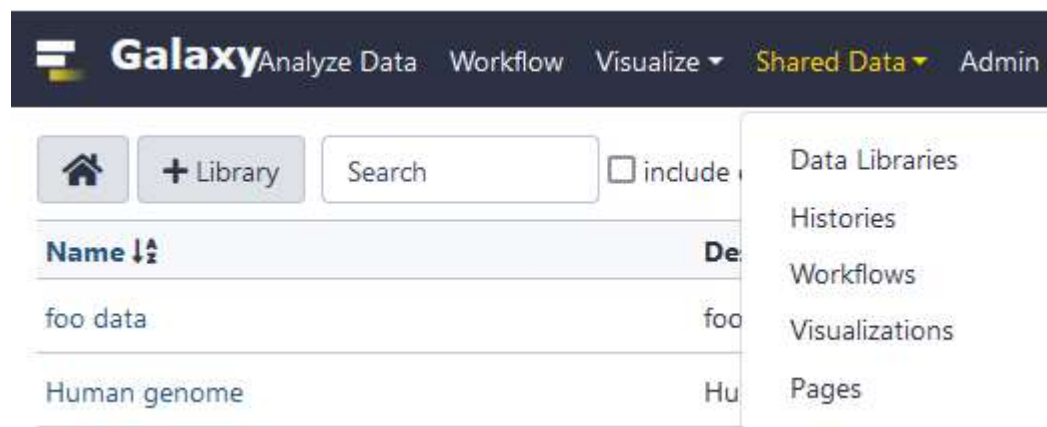 Galaxy Analyze Data Workflow Visualize Shared Data Admin
+ Library Search include
Data Libraries
Histories
Workflows
Visualizations
Pages
Name
foo data foo
Human genome